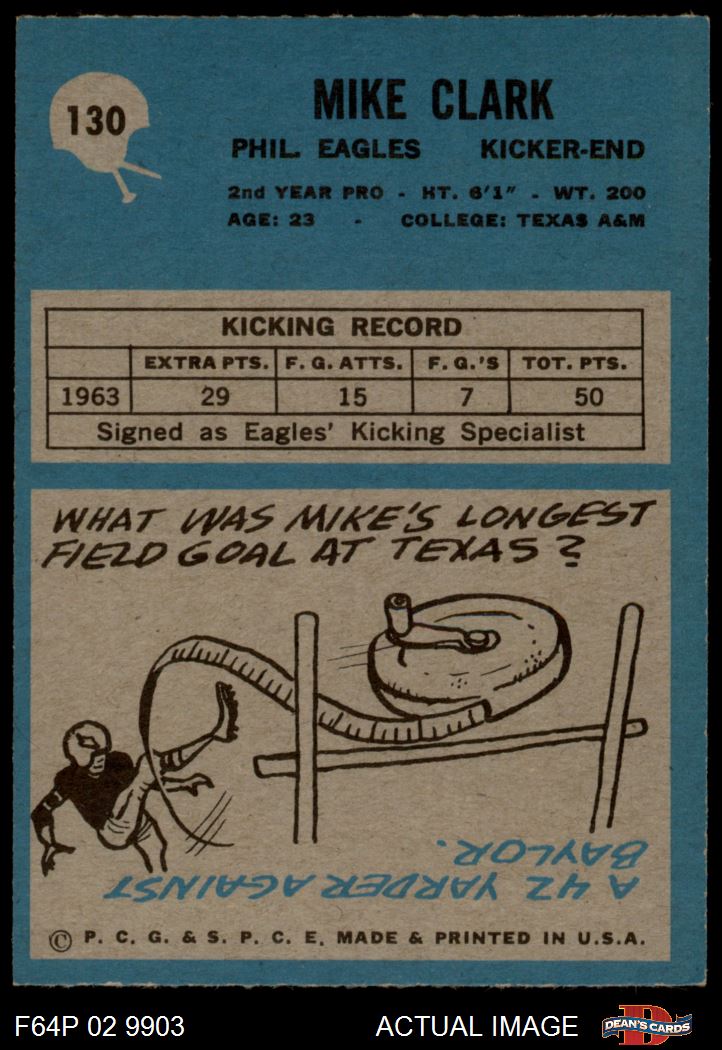 130
MIKE CLARK
PHIL. EAGLES KICKER-END
2nd YEAR PRO - HT. 6'1" - WT. 200
AGE: 23 - COLLEGE: TEXAS A&M
KICKING RECORD
EXTRA PTS. F. G. ATTS. F. G.'S TOT. PTS.
1963 29 15 7 50
Signed as Eagles' Kicking Specialist
WHAT WAS MIKE'S LONGEST
FIELD GOAL AT TEXAS?
A 42 YARDER AGAINST
BAYLOR.
© P. C. G. & S. P. C. E. MADE & PRINTED IN U.S.A.
F64P 02 9903 ACTUAL IMAGE DEAN'S CARDS